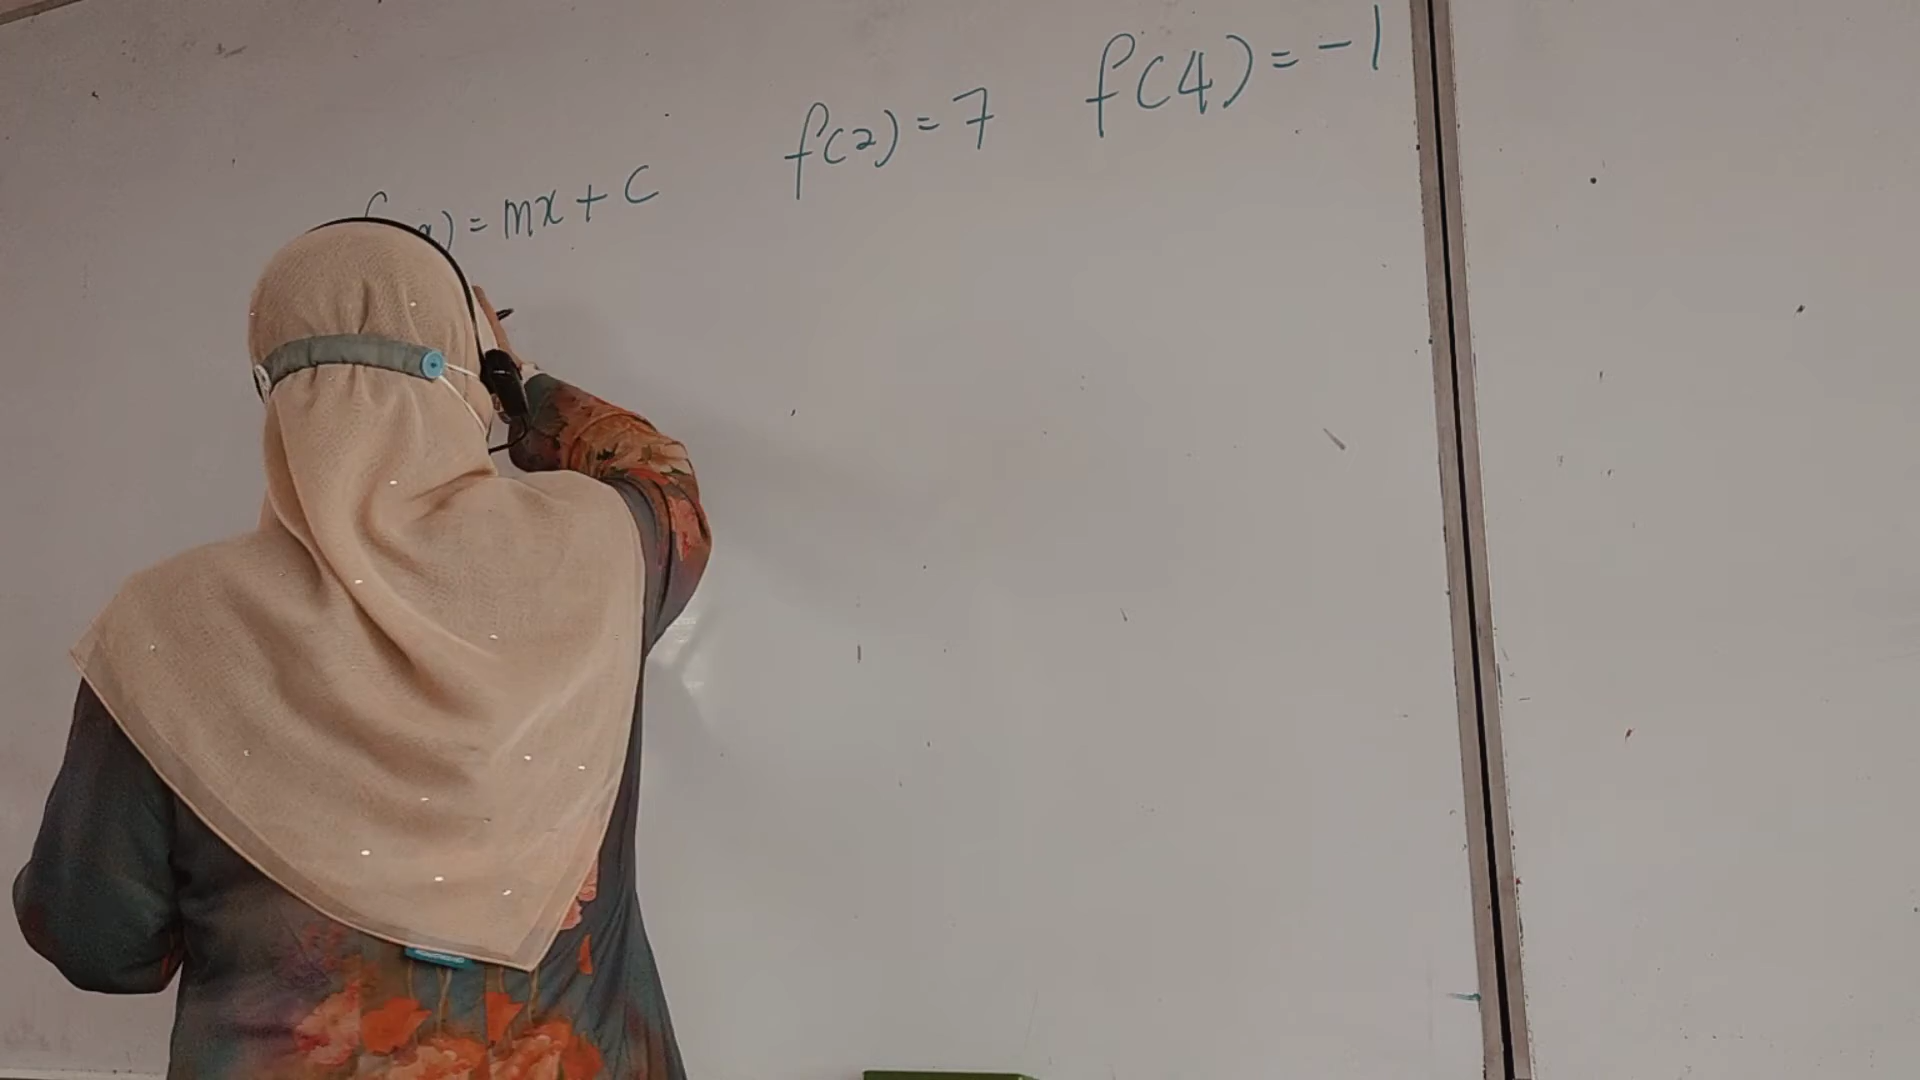 f(x) = mx + c f(2) = 7 f(4) = -1